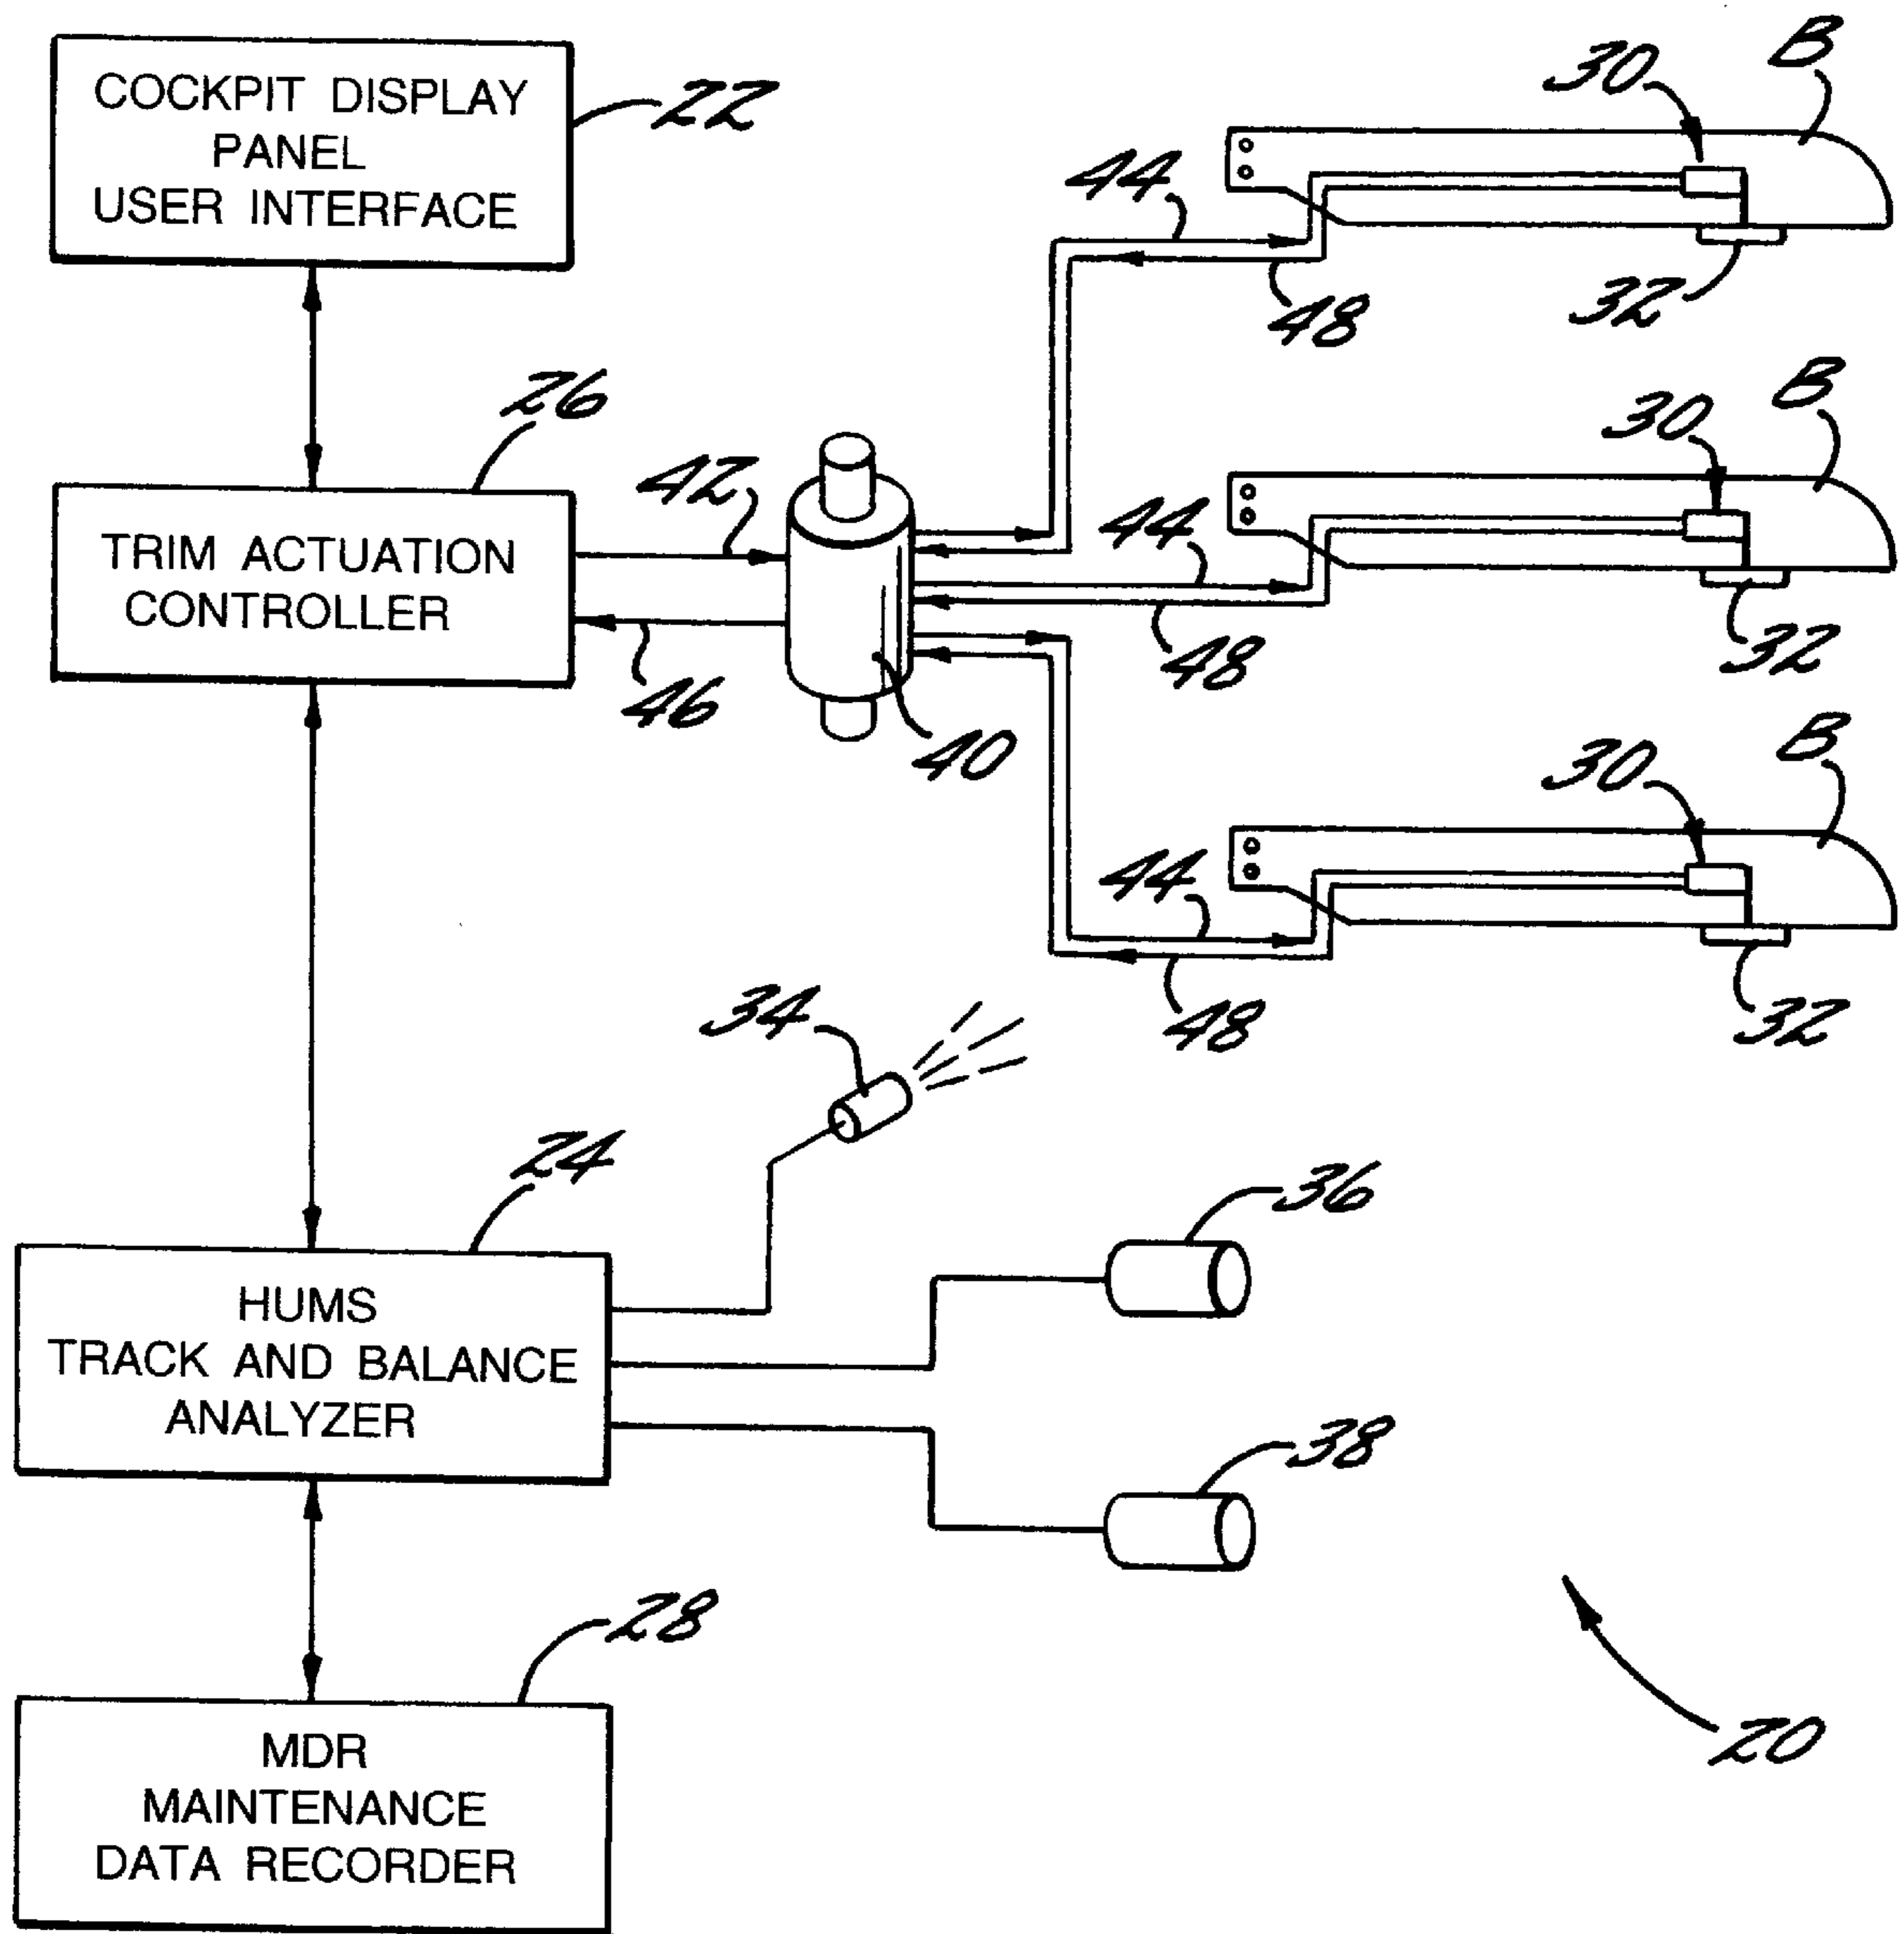 COCKPIT DISPLAY
PANEL
USER INTERFACE
22
30
B
44
48
32
26
TRIM ACTUATION
CONTROLLER
42
46
40
30
B
44
48
32
30
B
44
48
32
34
24
HUMS
TRACK AND BALANCE
ANALYZER
36
38
28
MDR
MAINTENANCE
DATA RECORDER
20